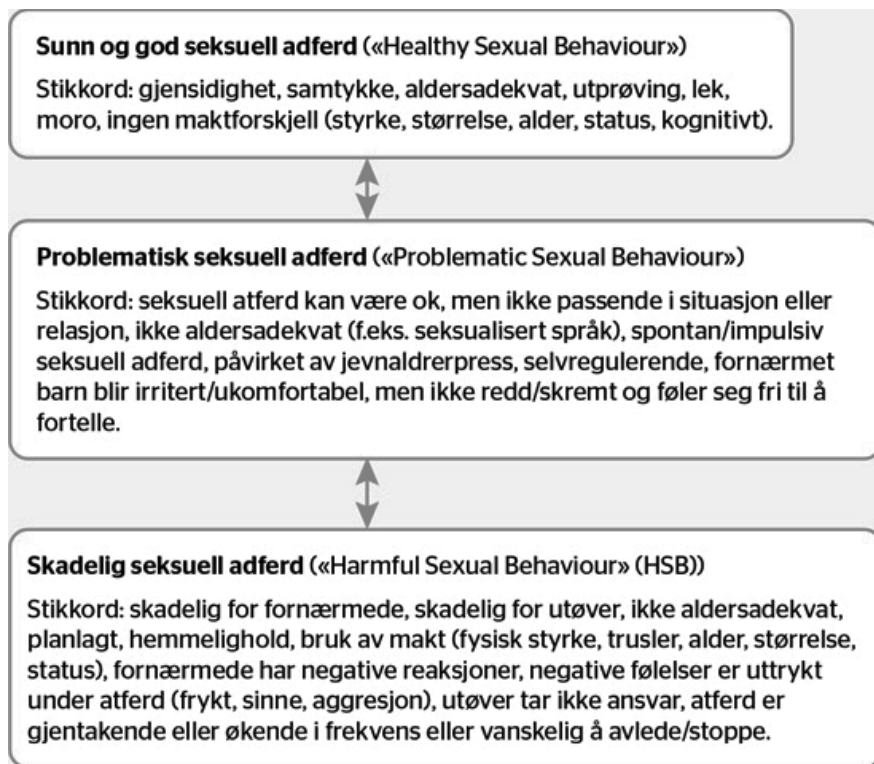 Sunn og god seksuell adferd («Healthy Sexual Behaviour»)
Stikkord: gjensidighet, samtykke, aldersadekvat, utprøving, lek,
moro, ingen maktforskjell (styrke, størrelse, alder, status, kognitivt).
Problematisk seksuell adferd («Problematic Sexual Behaviour»)
Stikkord: seksuell atferd kan være ok, men ikke passende i situasjon eller
relasjon, ikke aldersadekvat (f.eks. seksualisert språk), spontan/impulsiv
seksuell adferd, påvirket av jevnaldrerpress, selvregulerende, fornærmet
barn blir irritert/ukomfortabel, men ikke redd/skremt og føler seg fri til å
fortelle.
Skadelig seksuell adferd («Harmful Sexual Behaviour» (HSB))
Stikkord: skadelig for fornærmede, skadelig for utøver, ikke aldersadekvat,
planlagt, hemmelighold, bruk av makt (fysisk styrke, trusler, alder, størrelse,
status), fornærmede har negative reaksjoner, negative følelser er uttrykt
under atferd (frykt, sinne, aggresjon), utøver tar ikke ansvar, atferd er
gjentakende eller økende i frekvens eller vanskelig å avlede/stoppe.